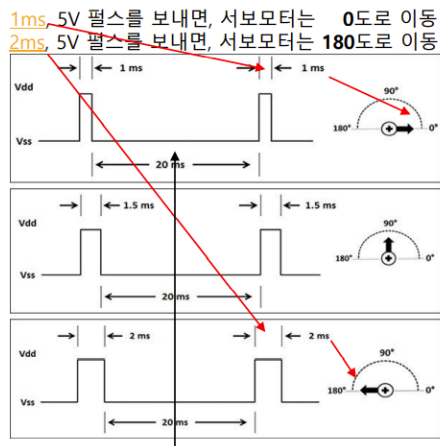 1ms, 5V 펄스를 보내면, 서보모터는 0도로 이동
2ms, 5V 펄스를 보내면, 서보모터는 180도로 이동
1 ms 1 ms
Vdd
90°
180° 0°
Vss
20 ms
1.5 ms 1.5 ms
90°
180° 0°
20 ms
2 ms 2 ms
Vdd
90°
180° 0°
Vss
20 ms